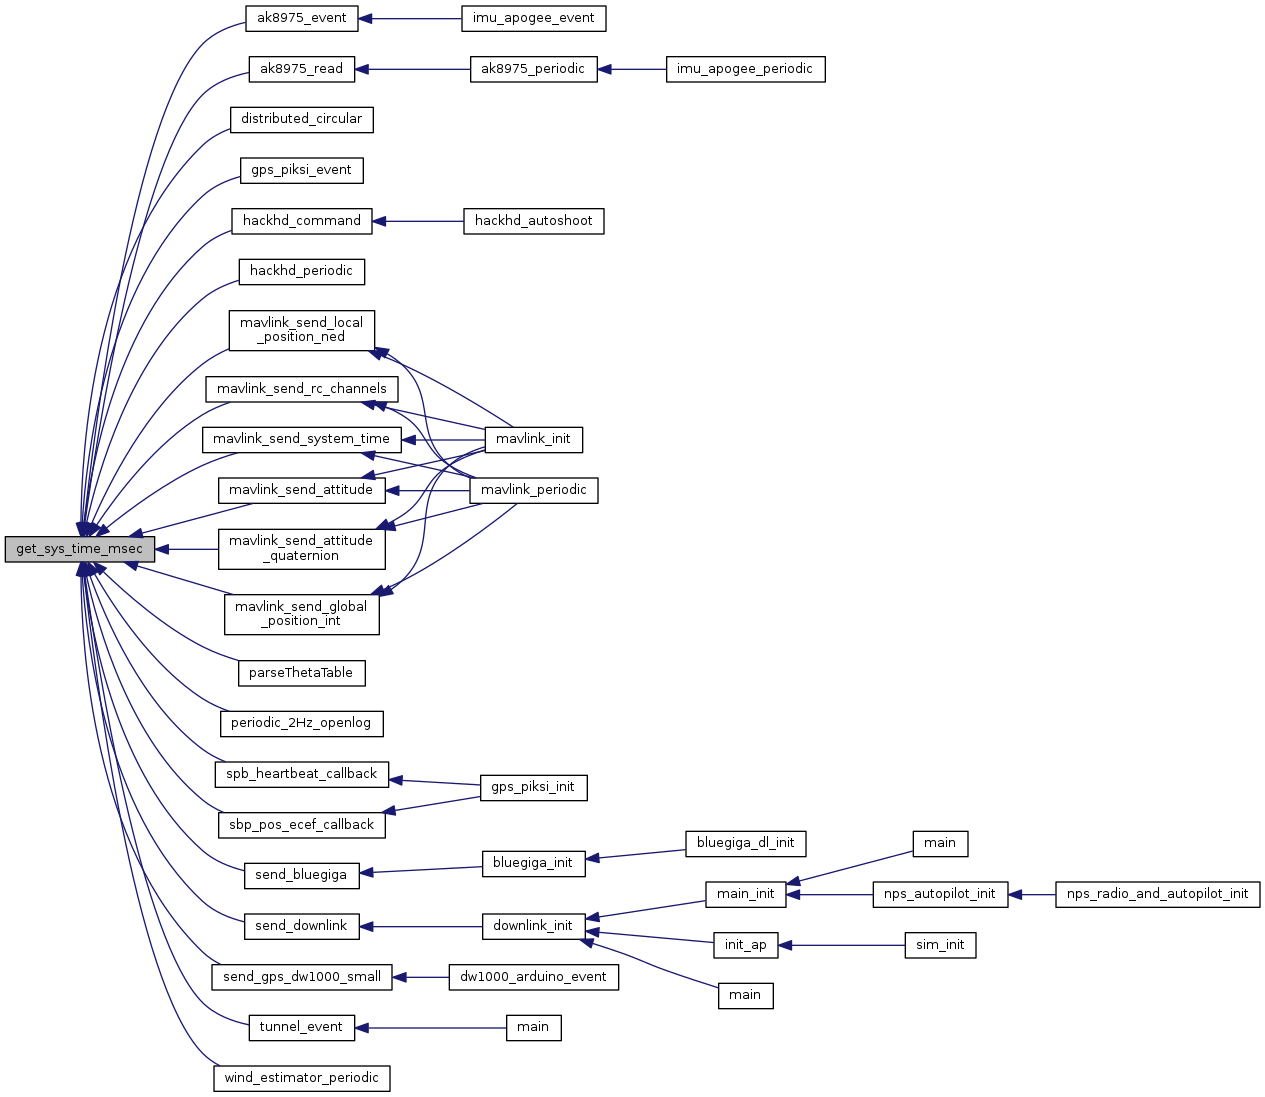 ak8975_event
imu_apogee_event
ak8975_read
ak8975_periodic
imu_apogee_periodic
distributed_circular
gps_piksi_event
hackhd_command
hackhd_autoshoot
hackhd_periodic
mavlink_send_local
_position_ned
mavlink_send_rc_channels
mavlink_send_system_time
mavlink_init
mavlink_send_attitude
mavlink_periodic
get_sys_time_msec
mavlink_send_attitude
_quaternion
mavlink_send_global
_position_int
parseThetaTable
periodic_2Hz_openlog
spb_heartbeat_callback
gps_piksi_init
sbp_pos_ecef_callback
send_bluegiga
bluegiga_init
bluegiga_dl_init
main
main_init
nps_autopilot_init
nps_radio_and_autopilot_init
send_downlink
downlink_init
init_ap
sim_init
send_gps_dw1000_small
dw1000_arduino_event
main
tunnel_event
main
wind_estimator_periodic